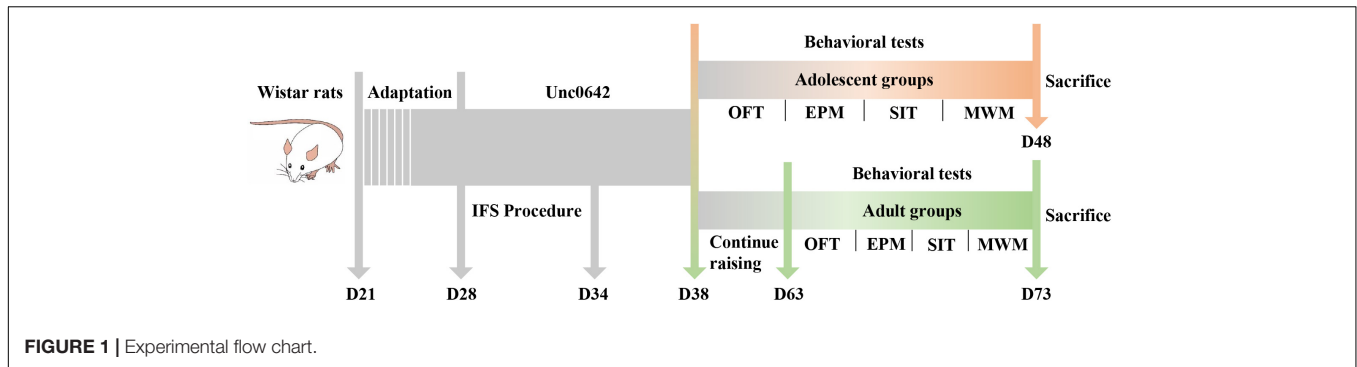 Behavioral tests
Wistar rats
Adaptation
Unc0642
Adolescent groups
Sacrifice
OFT | EPM | SIT | MWM
D48
Behavioral tests
IFS Procedure
Adult groups
Sacrifice
Continue
raising
OFT | EPM | SIT | MWM
D21
D28
D34
D38
D63
D73
FIGURE 1 | Experimental flow chart.